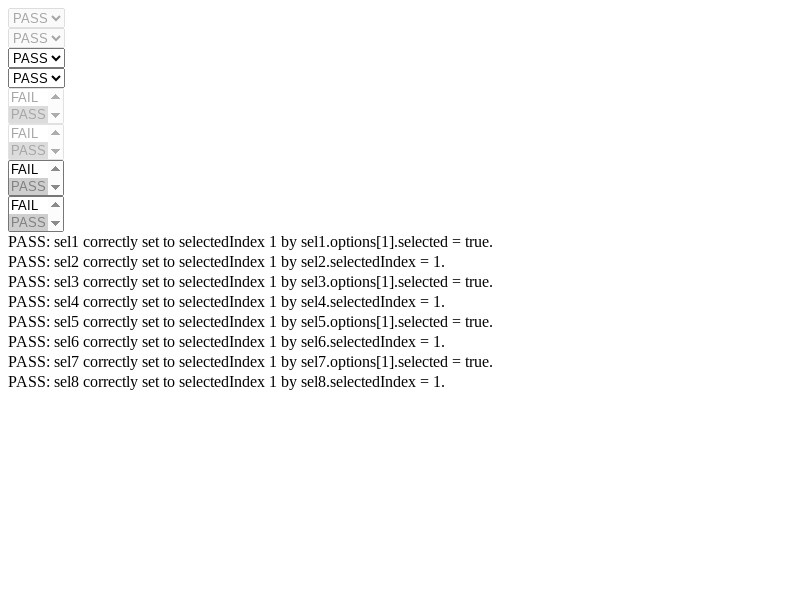 PASS
PASS
PASS
PASS
FAIL
PASS
FAIL
PASS
FAIL
PASS
FAIL
PASS
PASS: sel1 correctly set to selectedIndex 1 by sel1.options[1].selected = true.
PASS: sel2 correctly set to selectedIndex 1 by sel2.selectedIndex = 1.
PASS: sel3 correctly set to selectedIndex 1 by sel3.options[1].selected = true.
PASS: sel4 correctly set to selectedIndex 1 by sel4.selectedIndex = 1.
PASS: sel5 correctly set to selectedIndex 1 by sel5.options[1].selected = true.
PASS: sel6 correctly set to selectedIndex 1 by sel6.selectedIndex = 1.
PASS: sel7 correctly set to selectedIndex 1 by sel7.options[1].selected = true.
PASS: sel8 correctly set to selectedIndex 1 by sel8.selectedIndex = 1.